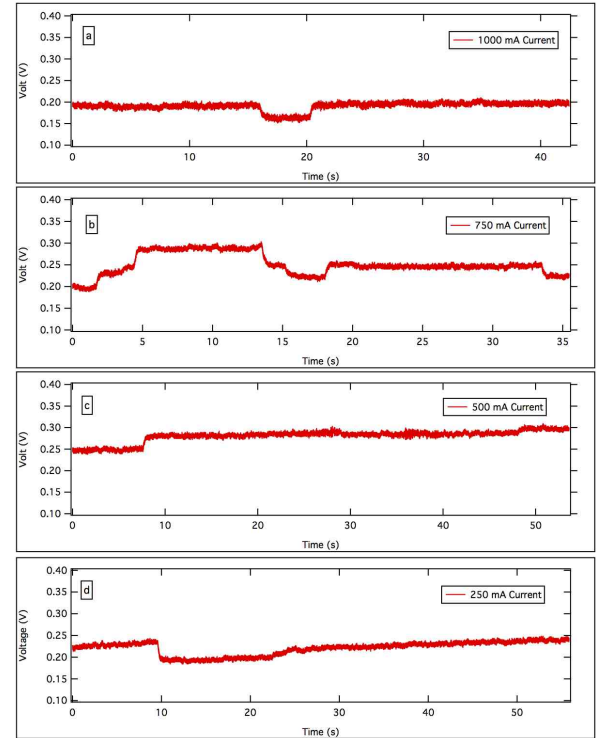 0.40
a
1000 mA Current
0.35
0.30
Volt (V)
0.25
0.20
0.15
0.10
0 10 20 30 40
Time (s)
0.40
b
750 mA Current
0.35
0.30
Volt (V)
0.25
0.20
0.15
0.10
0 5 10 15 20 25 30 35
Time (s)
0.40
c
500 mA Current
0.35
0.30
Volt (V)
0.25
0.20
0.15
0.10
0 10 20 30 40 50
Time (s)
0.40
d
250 mA Current
0.35
0.30
Voltage (V)
0.25
0.20
0.15
0.10
0 10 20 30 40 50
Time (s)